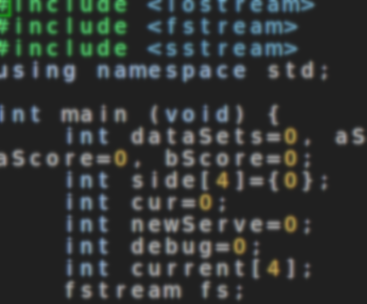 #include <iostream>
#include <fstream>
#include <sstream>
using namespace std;
int main (void) {
int dataSets=0, aS
aScore=0, bScore=0;
int side[4]={0};
int cur=0;
int newServe=0;
int debug=0;
int current[4];
fstream fs;